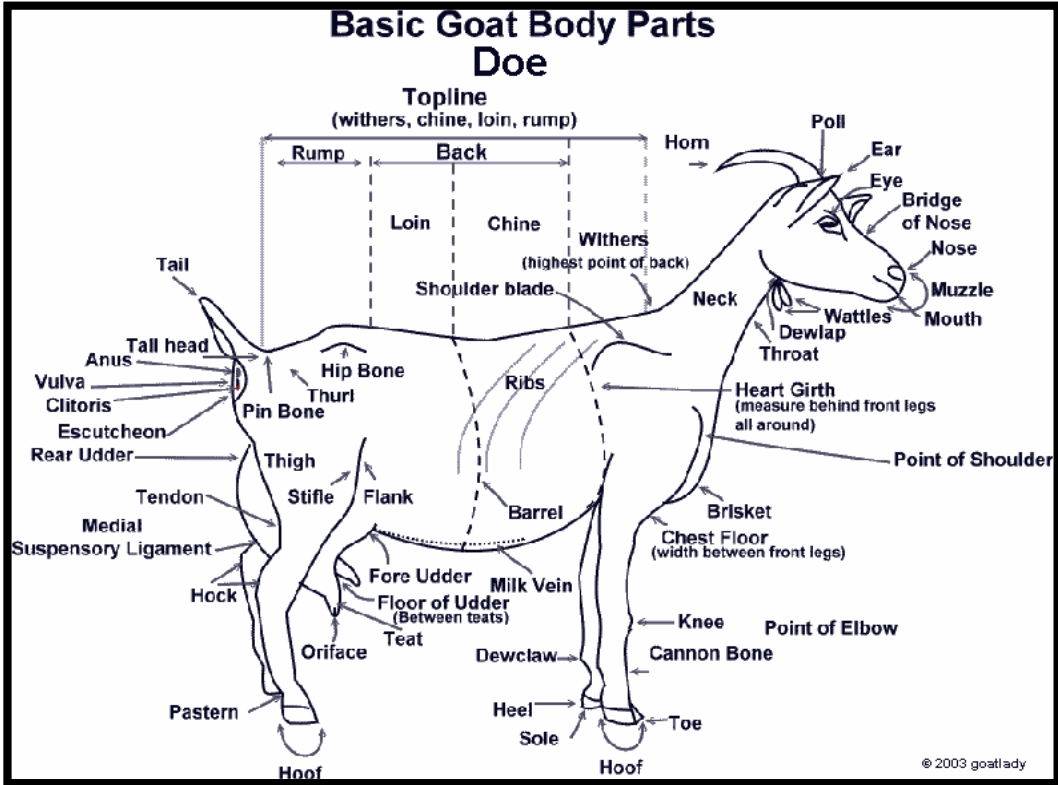 Basic Goat Body Parts
Doe
Topline
(withers, chine, loin, rump)
Rump
Back
Loin
Chine
Horn
Poll
Ear
Eye
Bridge
of Nose
Nose
Muzzle
Mouth
Wattles
Dewlap
Throat
Neck
Withers
(highest point of back)
Shoulder blade
Tail
Tail head
Anus
Vulva
Clitoris
Escutcheon
Rear Udder
Pin Bone
Hip Bone
Thurl
Ribs
Heart Girth
(measure behind front legs
all around)
Point of Shoulder
Thigh
Stifle
Flank
Tendon
Medial
Suspensory Ligament
Barrel
Brisket
Chest Floor
(width between front legs)
Hock
Fore Udder
Milk Vein
Floor of Udder
(Between teats)
Teat
Oriface
Knee
Point of Elbow
Dewclaw
Cannon Bone
Pastern
Heel
Sole
Toe
Hoof
Hoof
© 2003 goatlady